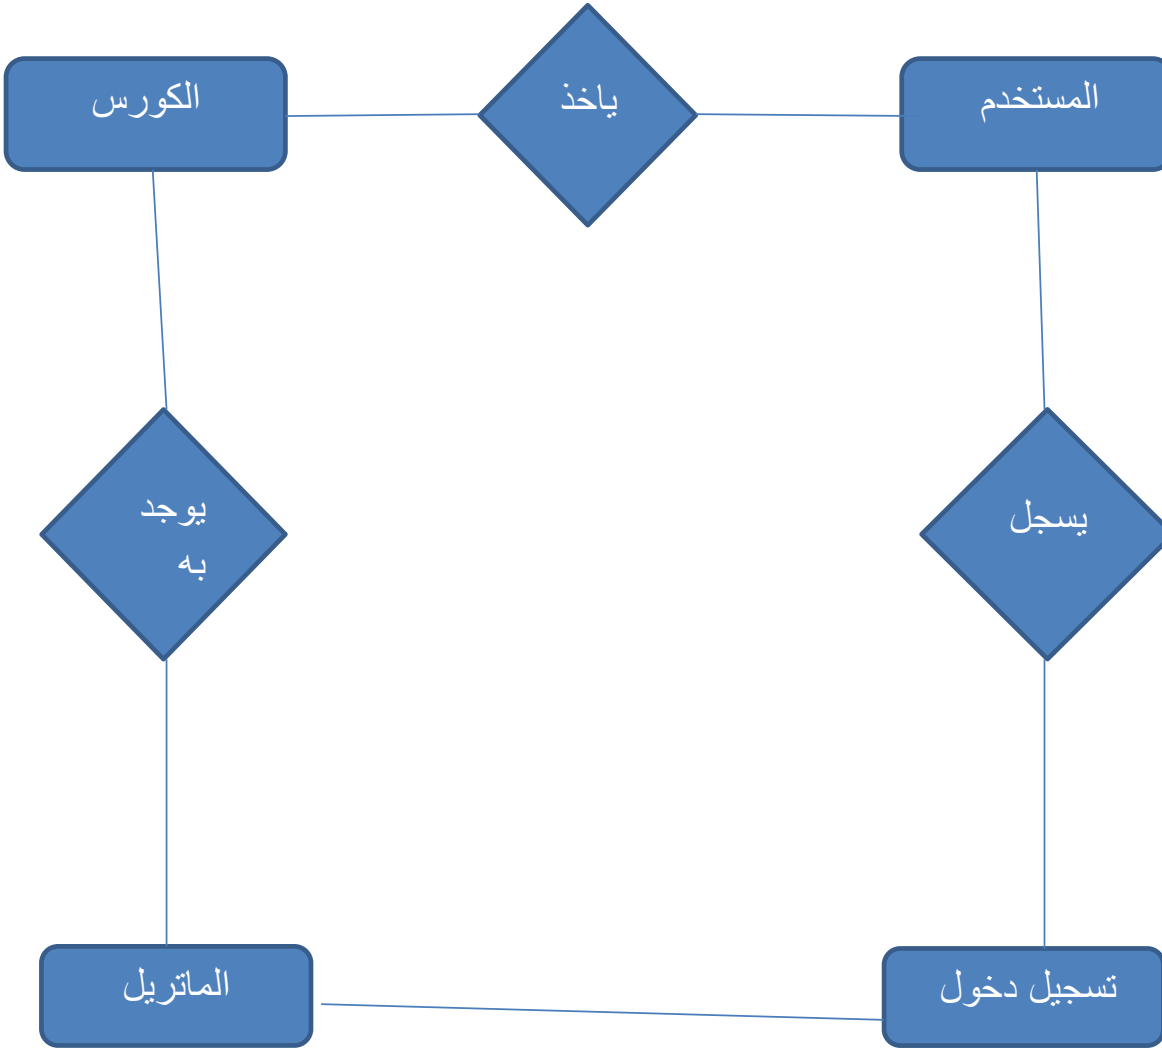 المستخدم
ياخذ
الكورس
يسجل
يوجد
به
تسجيل دخول
الماتريل